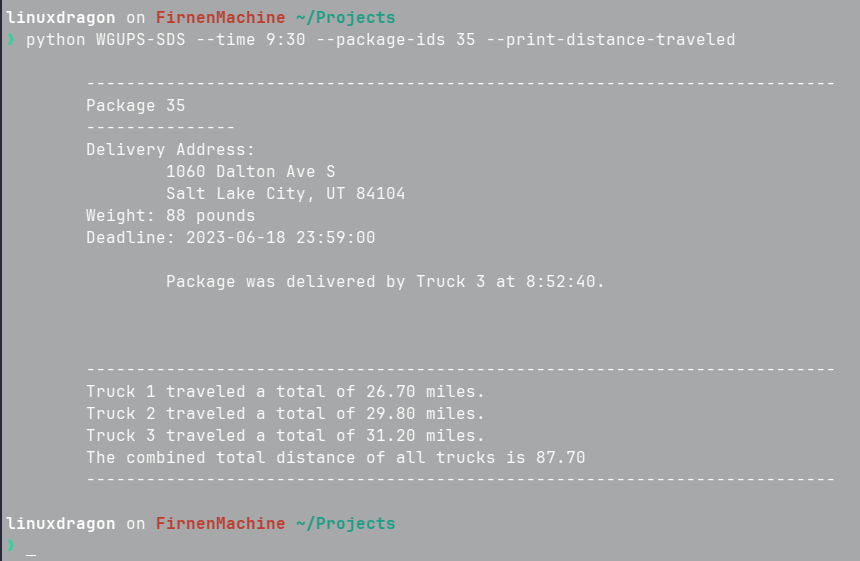 linuxdragon on FirnenMachine ~/Projects
❯ python WGUPS-SDS --time 9:30 --package-ids 35 --print-distance-traveled
---------------------------------------------------------------------------
Package 35
---------------
Delivery Address:
1060 Dalton Ave S
Salt Lake City, UT 84104
Weight: 88 pounds
Deadline: 2023-06-18 23:59:00
Package was delivered by Truck 3 at 8:52:40.
---------------------------------------------------------------------------
Truck 1 traveled a total of 26.70 miles.
Truck 2 traveled a total of 29.80 miles.
Truck 3 traveled a total of 31.20 miles.
The combined total distance of all trucks is 87.70
---------------------------------------------------------------------------
linuxdragon on FirnenMachine ~/Projects
❯ _